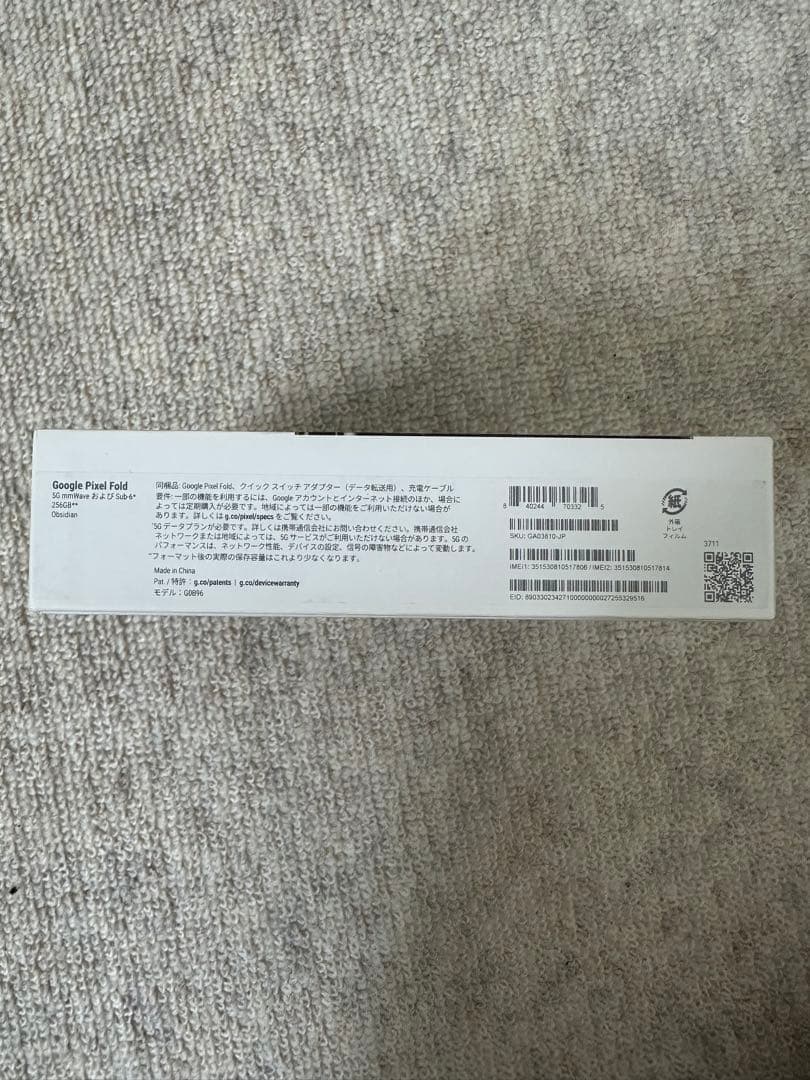 Google Pixel Fold
5G mmWave および Sub-6*
256GB**
Obsidian
同梱品: Google Pixel Fold、クイック スイッチ アダプター（データ転送用）、充電ケーブル
要件: 一部の機能を利用するには、Google アカウントとインターネット接続のほか、場合に
よっては定期購入が必要です。地域によっては一部の機能をご利用いただけない場合が
あります。詳しくは g.co/pixel/specs をご覧ください。
*5G データプランが必要です。詳しくは携帯通信会社にお問い合わせください。携帯通信会社
ネットワークまたは地域によっては、5G サービスがご利用いただけない場合があります。5G の
パフォーマンスは、ネットワーク性能、デバイスの設定、信号の障害物などによって変動します。
**フォーマット後の実際の保存容量はこれより少なくなります。
Made in China
Pat. / 特許 : g.co/patents | g.co/devicewarranty
モデル : G0B96
8 40244 70332 5
SKU: GA03810-JP
IMEI1: 351530810517806 / IMEI2: 351530810517814
EID: 89033023427100000000027255329516
紙
外箱
トレイ
フィルム
3711